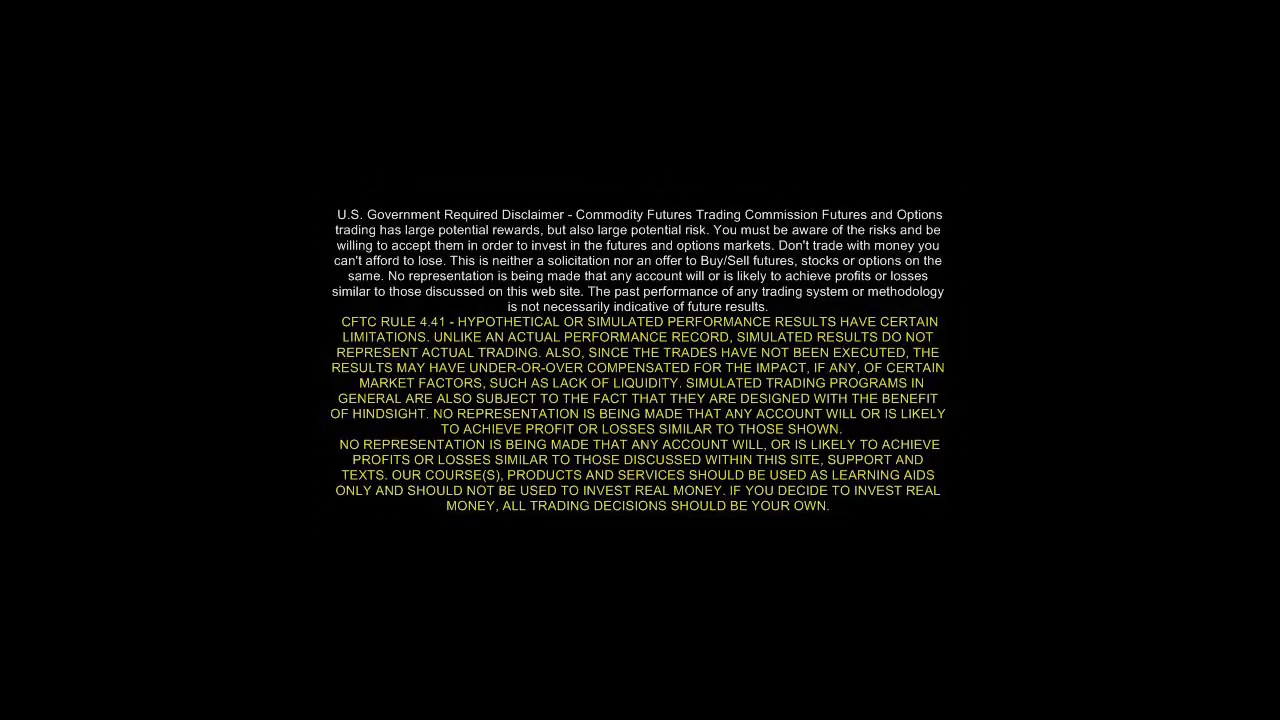 U.S. Government Required Disclaimer - Commodity Futures Trading Commission Futures and Options
trading has large potential rewards, but also large potential risk. You must be aware of the risks and be
willing to accept them in order to invest in the futures and options markets. Don't trade with money you
can't afford to lose. This is neither a solicitation nor an offer to Buy/Sell futures, stocks or options on the
same. No representation is being made that any account will or is likely to achieve profits or losses
similar to those discussed on this web site. The past performance of any trading system or methodology
is not necessarily indicative of future results.
CFTC RULE 4.41 - HYPOTHETICAL OR SIMULATED PERFORMANCE RESULTS HAVE CERTAIN
LIMITATIONS. UNLIKE AN ACTUAL PERFORMANCE RECORD, SIMULATED RESULTS DO NOT
REPRESENT ACTUAL TRADING. ALSO, SINCE THE TRADES HAVE NOT BEEN EXECUTED, THE
RESULTS MAY HAVE UNDER-OR-OVER COMPENSATED FOR THE IMPACT, IF ANY, OF CERTAIN
MARKET FACTORS, SUCH AS LACK OF LIQUIDITY. SIMULATED TRADING PROGRAMS IN
GENERAL ARE ALSO SUBJECT TO THE FACT THAT THEY ARE DESIGNED WITH THE BENEFIT
OF HINDSIGHT. NO REPRESENTATION IS BEING MADE THAT ANY ACCOUNT WILL OR IS LIKELY
TO ACHIEVE PROFIT OR LOSSES SIMILAR TO THOSE SHOWN.
NO REPRESENTATION IS BEING MADE THAT ANY ACCOUNT WILL, OR IS LIKELY TO ACHIEVE
PROFITS OR LOSSES SIMILAR TO THOSE DISCUSSED WITHIN THIS SITE, SUPPORT AND
TEXTS. OUR COURSE(S), PRODUCTS AND SERVICES SHOULD BE USED AS LEARNING AIDS
ONLY AND SHOULD NOT BE USED TO INVEST REAL MONEY. IF YOU DECIDE TO INVEST REAL
MONEY, ALL TRADING DECISIONS SHOULD BE YOUR OWN.